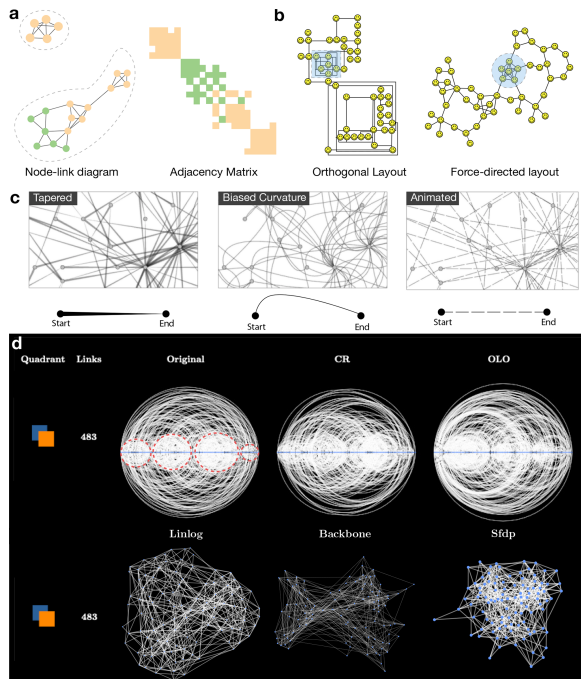 a
b
Node-link diagram
Adjacency Matrix
Orthogonal Layout
Force-directed layout
c
Tapered
Biased Curvature
Animated
Start End
Start End
Start End
d
Quadrant Links Original CR OLO
483
Linlog Backbone Sfdp
483